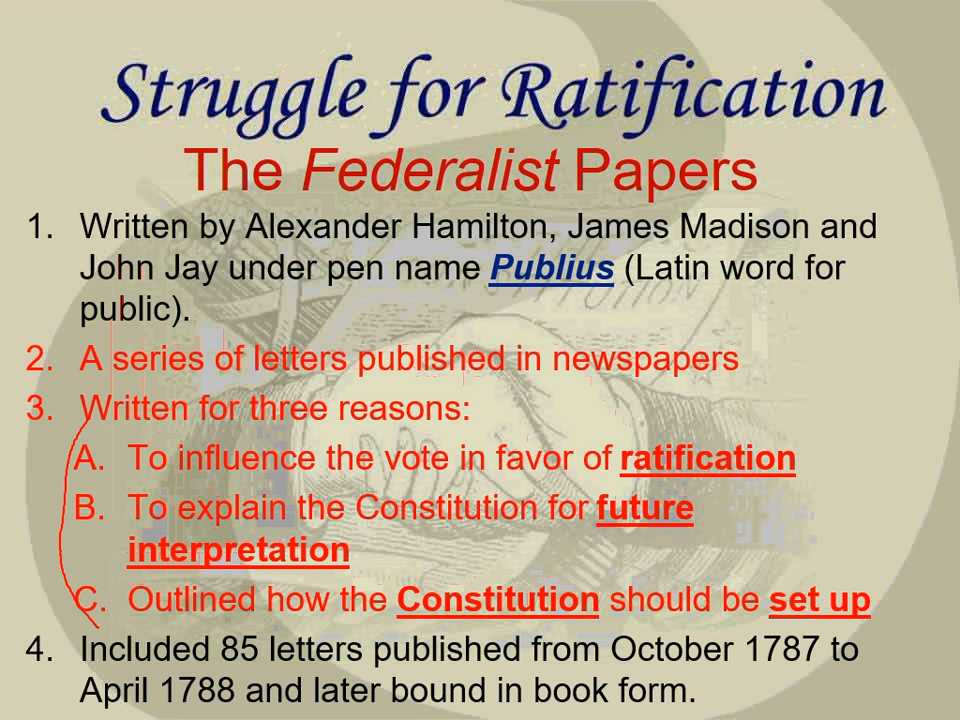 Struggle for Ratification
The Federalist Papers
1. Written by Alexander Hamilton, James Madison and
John Jay under pen name Publius (Latin word for
public).
2. A series of letters published in newspapers
3. Written for three reasons:
A. To influence the vote in favor of ratification
B. To explain the Constitution for future
interpretation
C. Outlined how the Constitution should be set up
4. Included 85 letters published from October 1787 to
April 1788 and later bound in book form.